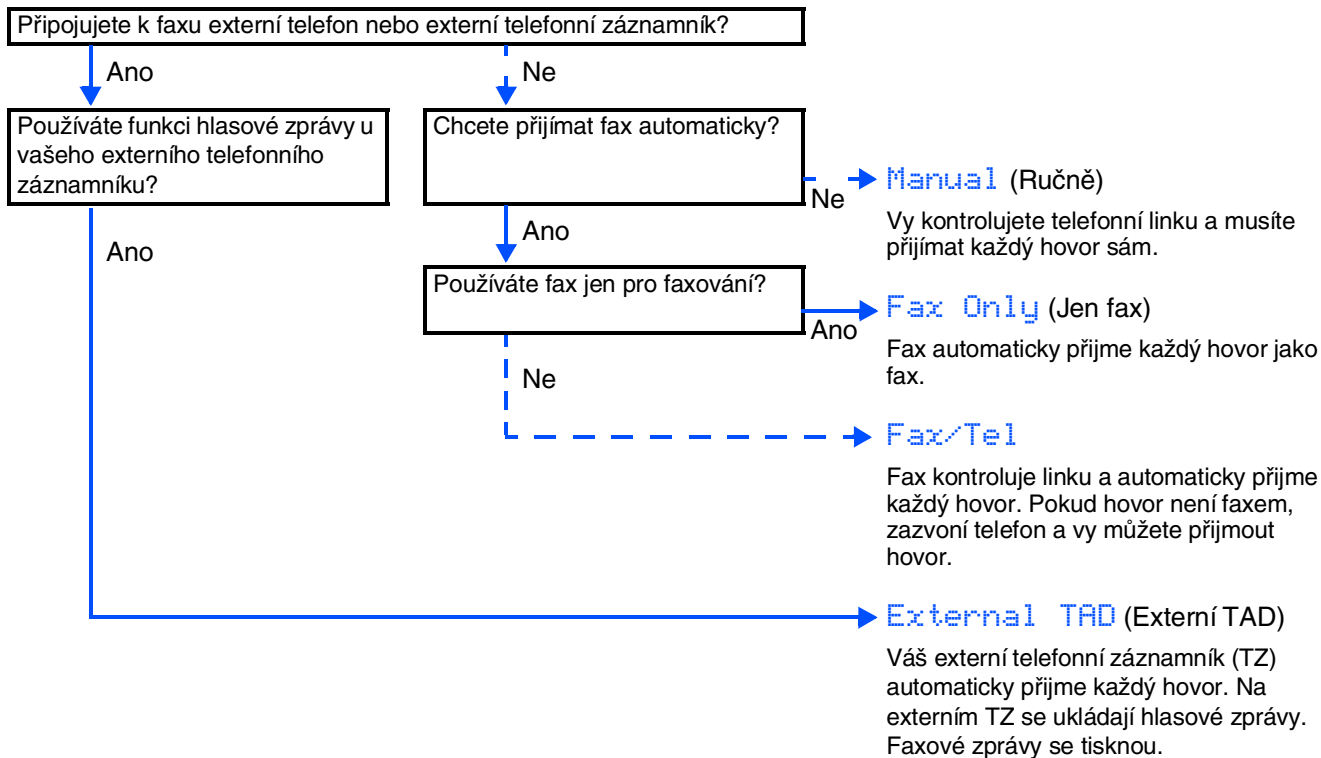 Připojujete k faxu externí telefon nebo externí telefonní záznamník?
Ano
Ne
Používáte funkci hlasové zprávy u
vašeho externího telefonního
záznamníku?
Chcete přijímat fax automaticky?
Ne
Manual (Ručně)
Vy kontrolujete telefonní linku a musíte
přijímat každý hovor sám.
Ano
Ano
Používáte fax jen pro faxování?
Ano
Fax Only (Jen fax)
Fax automaticky přijme každý hovor jako
fax.
Ne
Fax/Tel
Fax kontroluje linku a automaticky přijme
každý hovor. Pokud hovor není faxem,
zazvoní telefon a vy můžete přijmout
hovor.
External TAD (Externí TAD)
Váš externí telefonní záznamník (TZ)
automaticky přijme každý hovor. Na
externím TZ se ukládají hlasové zprávy.
Faxové zprávy se tisknou.